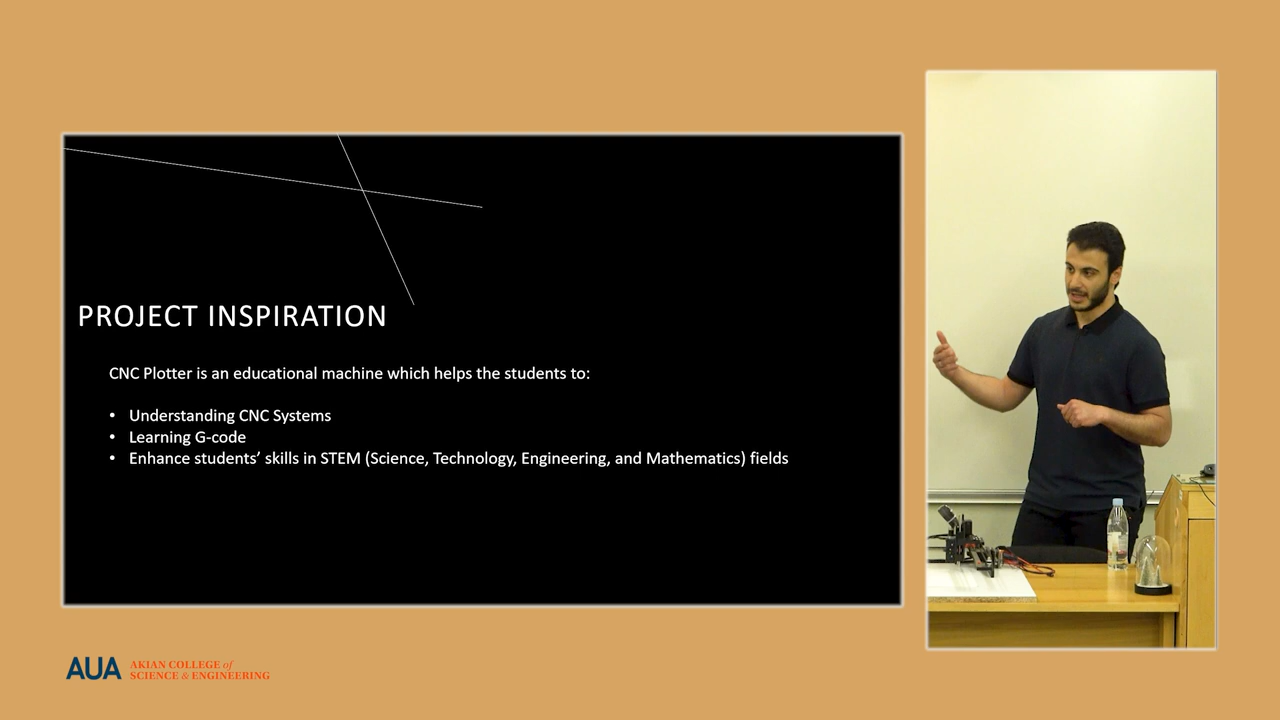 PROJECT INSPIRATION
CNC Plotter is an educational machine which helps the students to:
• Understanding CNC Systems
• Learning G-code
• Enhance students’ skills in STEM (Science, Technology, Engineering, and Mathematics) fields
AUA AKIAN COLLEGE of
SCIENCE & ENGINEERING